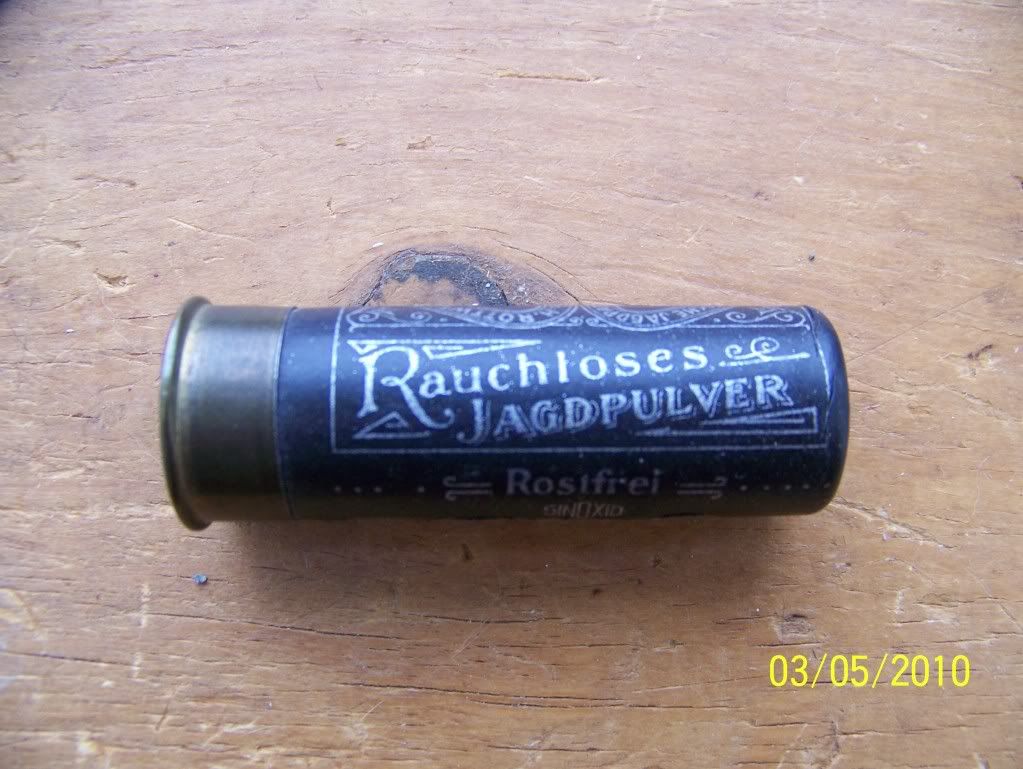 Rauchloses
JAGDPULVER
Rostfrei
SINOXID
03/05/2010